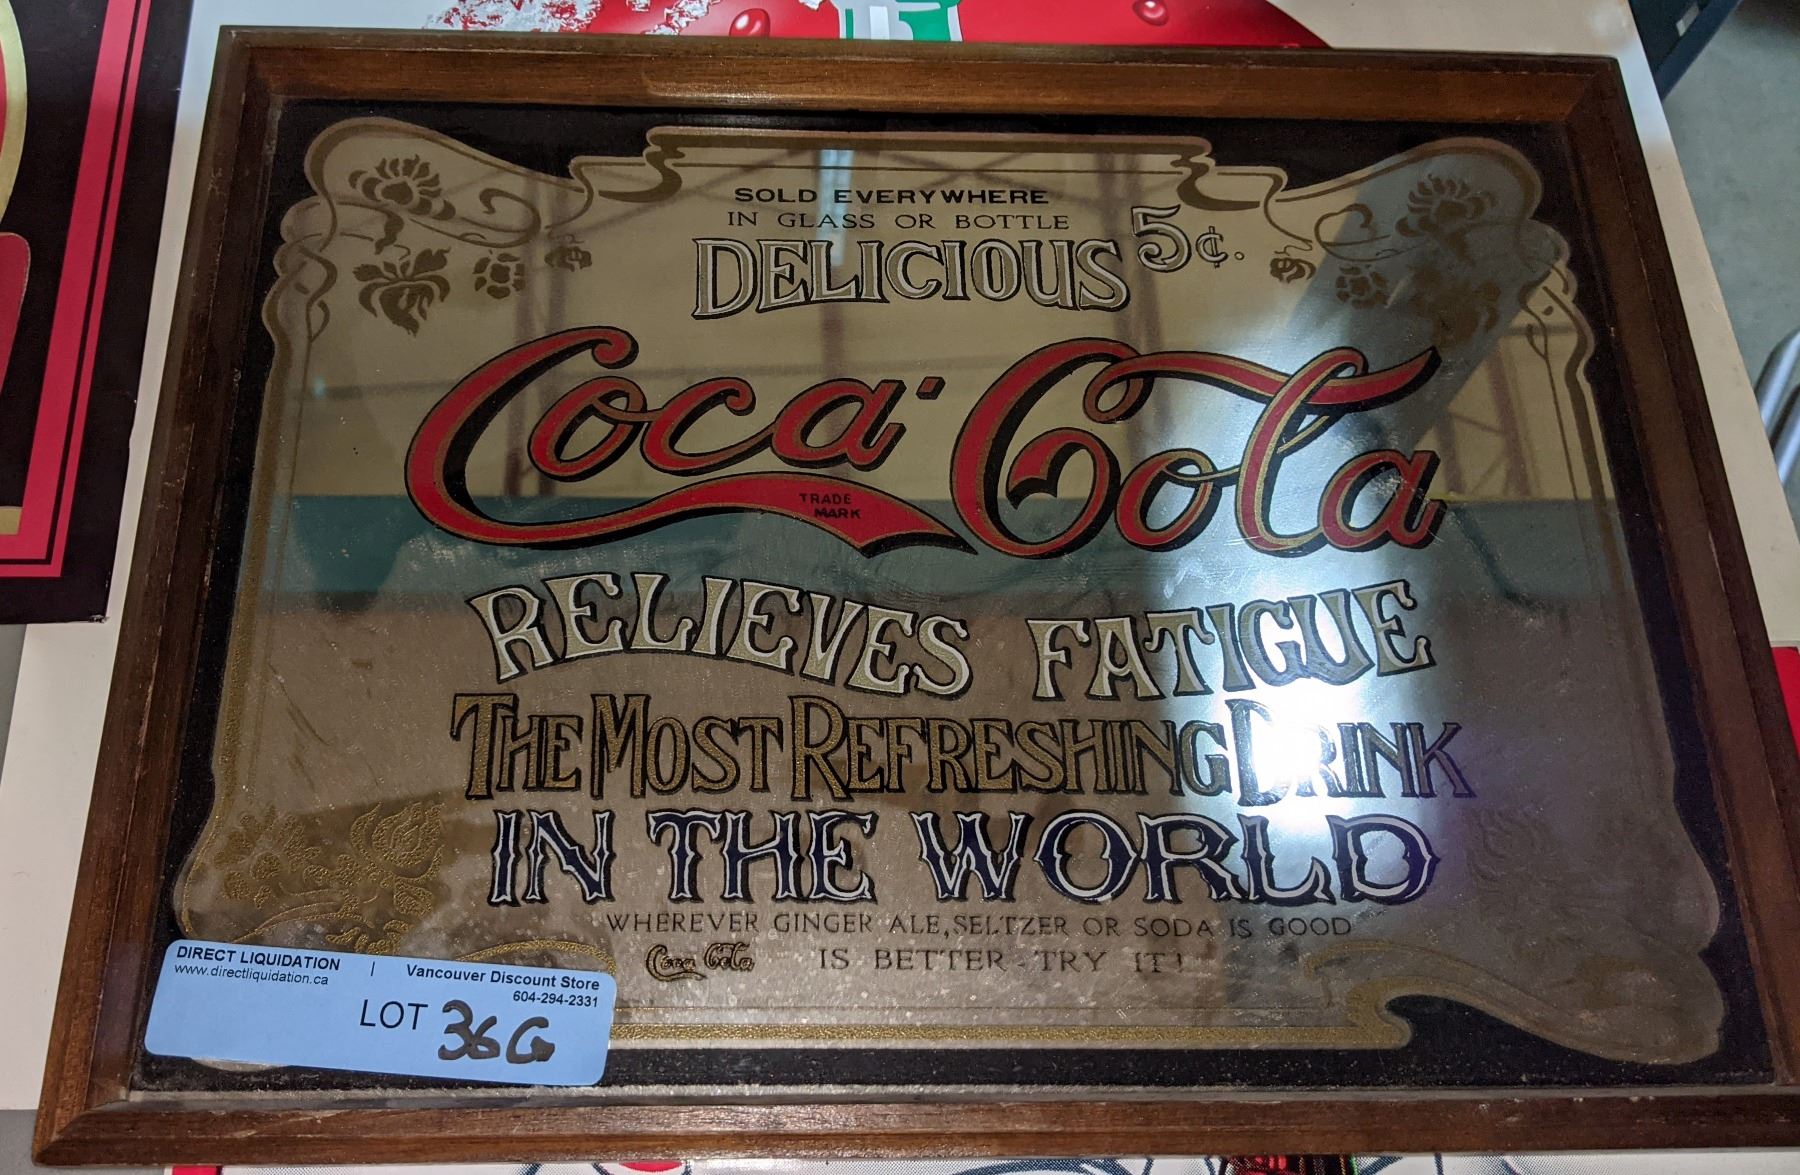 SOLD EVERYWHERE
IN GLASS OR BOTTLE
DELICIOUS 5¢.
Coca-Cola
TRADE
MARK
RELIEVES FATIGUE
THE MOST REFRESHING DRINK
IN THE WORLD
WHEREVER GINGER ALE, SELTZER OR SODA IS GOOD
Coca Cola IS BETTER - TRY IT!
DIRECT LIQUIDATION | Vancouver Discount Store
www.directliquidation.ca 604-294-2331
LOT 36G